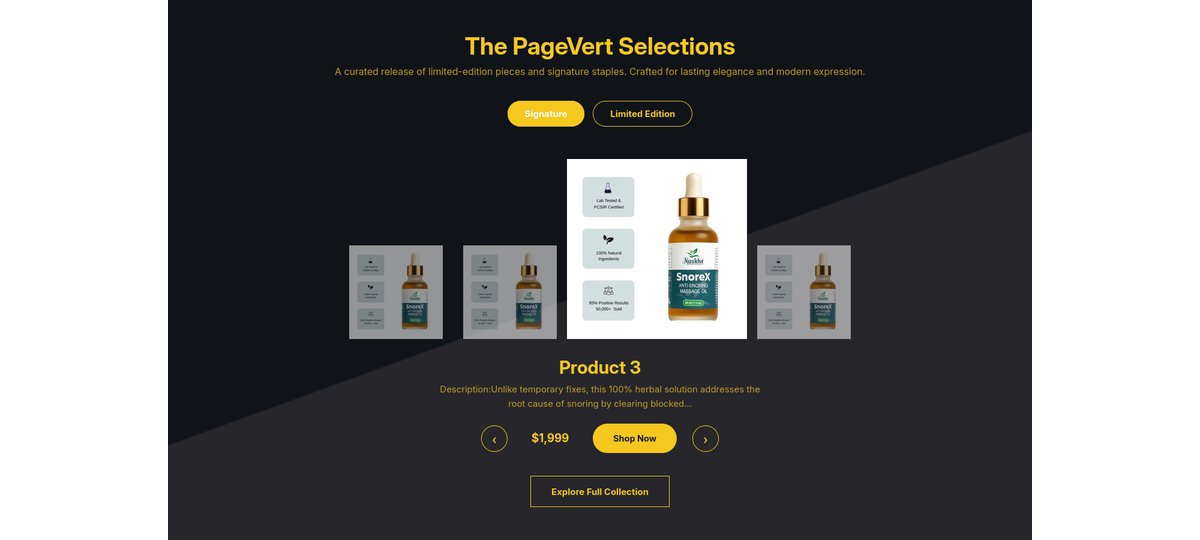 The PageVert Selections
A curated release of limited-edition pieces and signature staples. Crafted for lasting elegance and modern expression.
Signature
Limited Edition
Lab Tested &
PCSIR Certified
100% Natural
Ingredients
85% Positive Results
50,000+ Sold
SnoreX
ANTI-SNORING
MASSAGE OIL
Product 3
Description:Unlike temporary fixes, this 100% herbal solution addresses the
root cause of snoring by clearing blocked...
‹
$1,999
Shop Now
›
Explore Full Collection